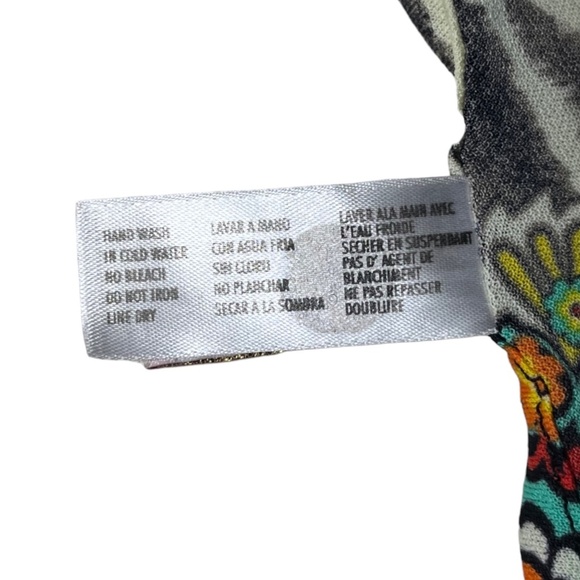 HAND WASH
IN COLD WATER
NO BLEACH
DO NOT IRON
LINE DRY
LAVAR A MANO
CON AGUA FRIA
SIN CLORO
NO PLANCHAR
SECAR A LA SOMBRA
LAVER ALA MAIN AVEC
L'EAU FROIDE
SECHER EN SUSPENDANT
PAS D' AGENT DE
BLANCHIMENT
NE PAS REPASSER
DOUBLURE